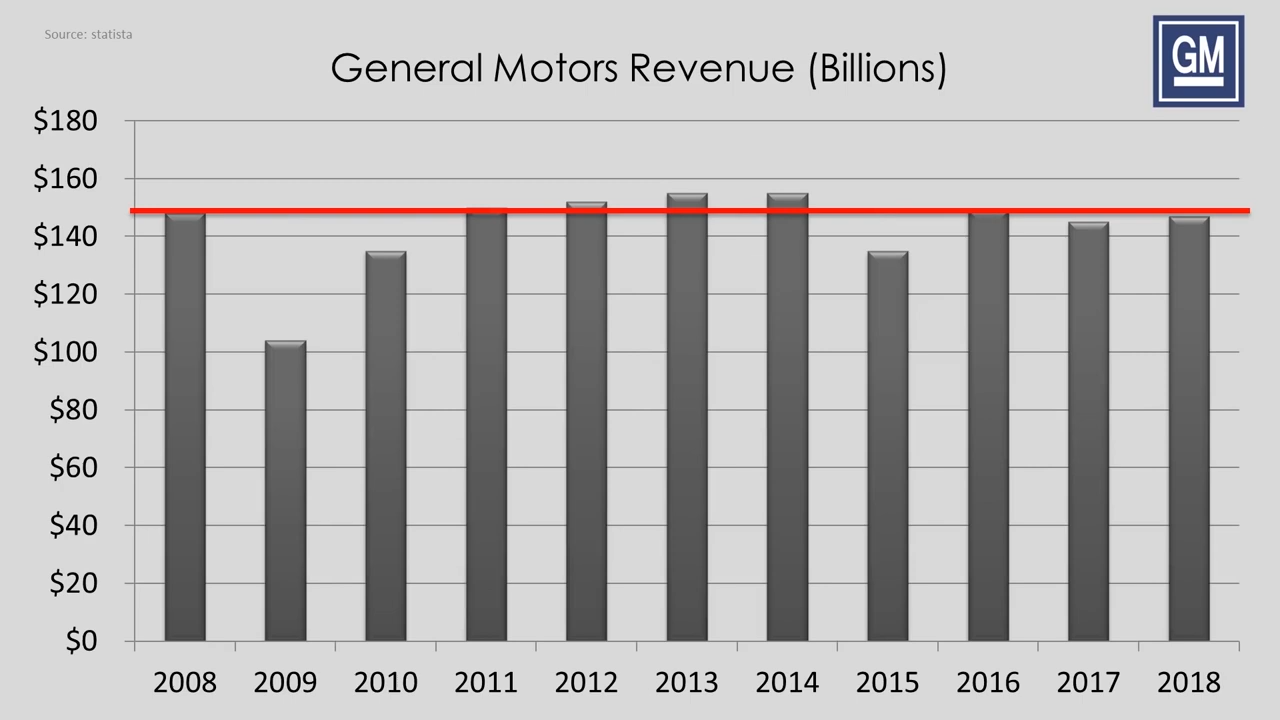 Source: statista
General Motors Revenue (Billions)
GM
$180
$160
$140
$120
$100
$80
$60
$40
$20
$0
2008 2009 2010 2011 2012 2013 2014 2015 2016 2017 2018